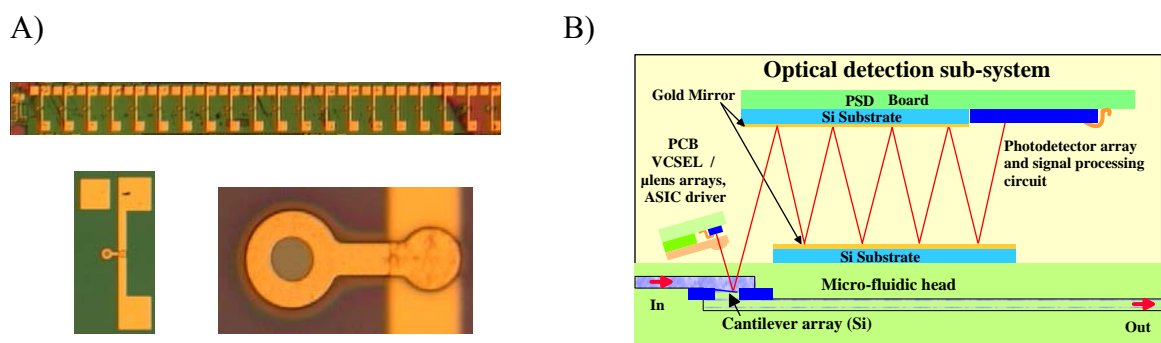 A)
B)
Optical detection sub-system
Gold Mirror
PSD Board
Si Substrate
PCB
VCSEL /
μlens arrays,
ASIC driver
Photodetector array
and signal processing
circuit
Si Substrate
Micro-fluidic head
In
Cantilever array (Si)
Out